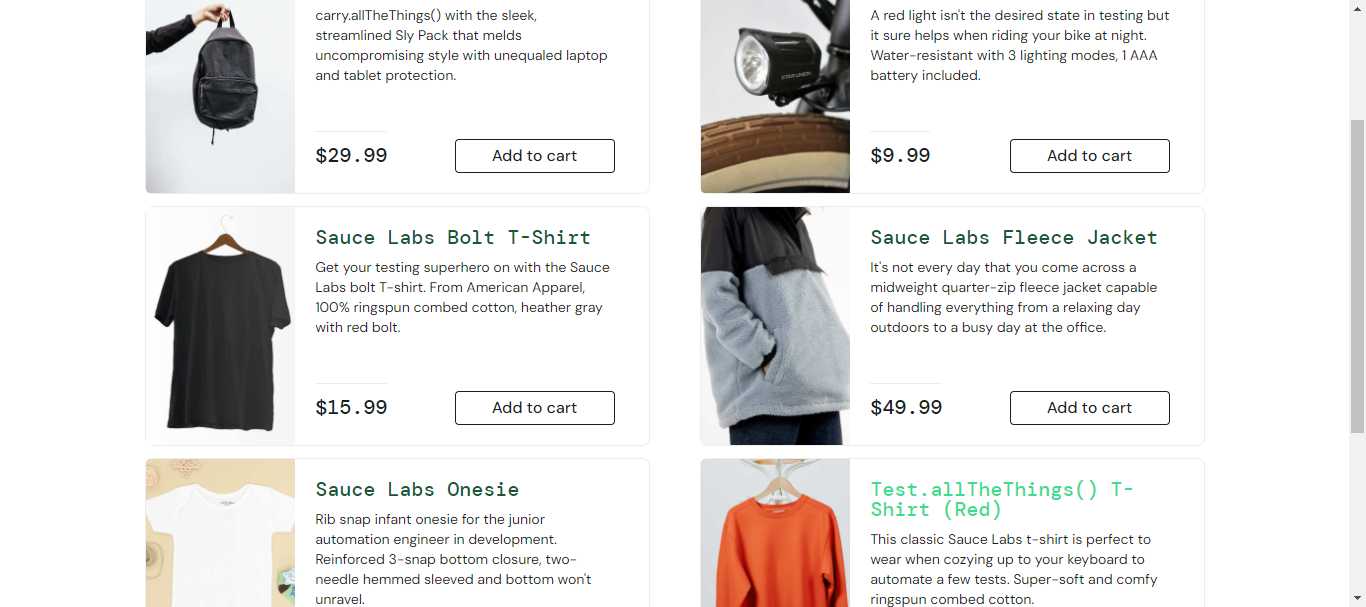 carry.allTheThings() with the sleek,
streamlined Sly Pack that melds
uncompromising style with unequaled laptop
and tablet protection.
$29.99
Add to cart
A red light isn't the desired state in testing but
it sure helps when riding your bike at night.
Water-resistant with 3 lighting modes, 1 AAA
battery included.
$9.99
Add to cart
Sauce Labs Bolt T-Shirt
Get your testing superhero on with the Sauce
Labs bolt T-shirt. From American Apparel,
100% ringspun combed cotton, heather gray
with red bolt.
$15.99
Add to cart
Sauce Labs Fleece Jacket
It's not every day that you come across a
midweight quarter-zip fleece jacket capable
of handling everything from a relaxing day
outdoors to a busy day at the office.
$49.99
Add to cart
Sauce Labs Onesie
Rib snap infant onesie for the junior
automation engineer in development.
Reinforced 3-snap bottom closure, two-
needle hemmed sleeved and bottom won't
unravel.
Test.allTheThings() T-
Shirt (Red)
This classic Sauce Labs t-shirt is perfect to
wear when cozying up to your keyboard to
automate a few tests. Super-soft and comfy
ringspun combed cotton.